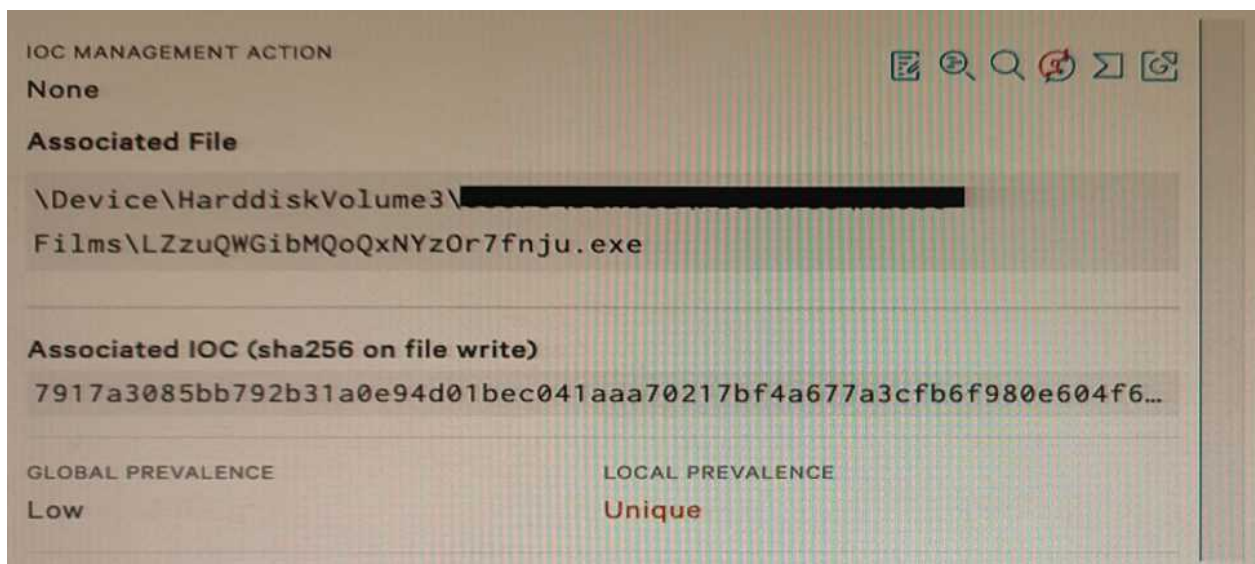 IOC MANAGEMENT ACTION
None
Associated File
\Device\HarddiskVolume3\
Films\LZzuQWGibMQoQxNYzOr7fnju.exe
Associated IOC (sha256 on file write)
7917a3085bb792b31a0e94d01bec041aaa70217bf4a677a3cfb6f980e604f6…
GLOBAL PREVALENCE LOCAL PREVALENCE
Low Unique